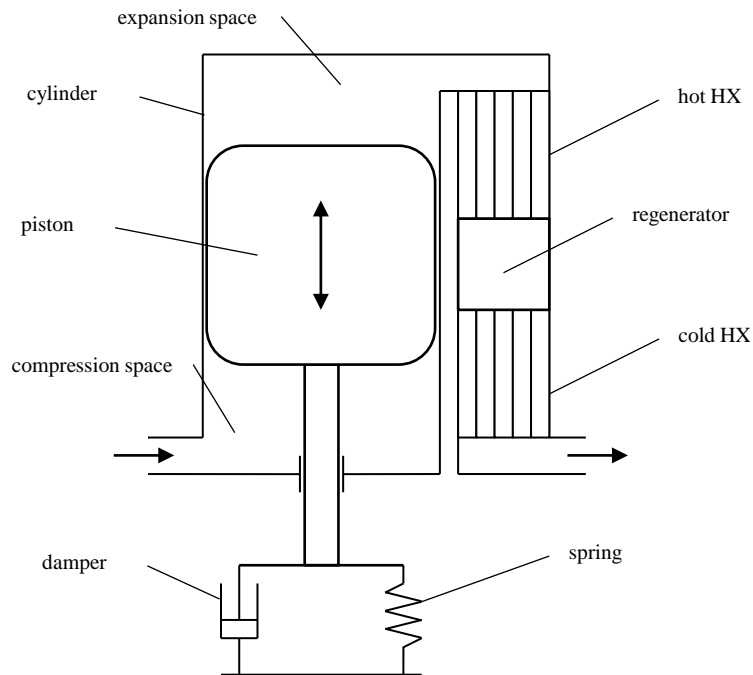 expansion space
cylinder
hot HX
regenerator
piston
cold HX
compression space
spring
damper